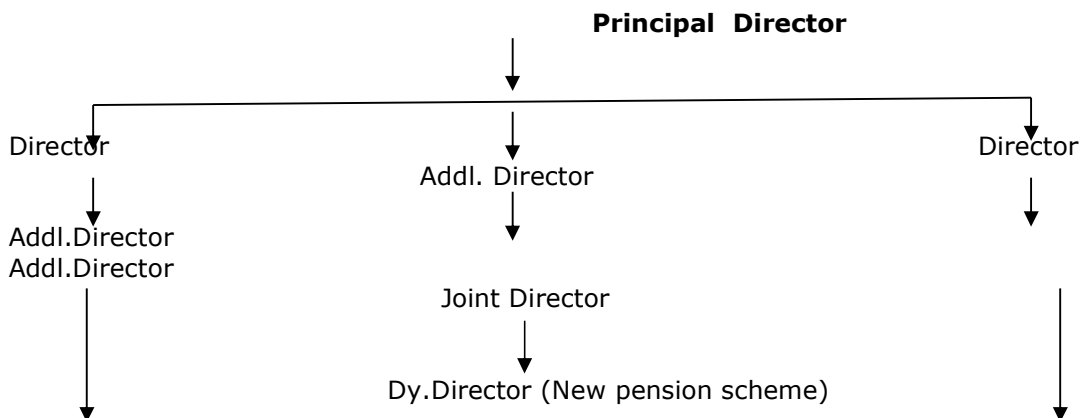 Principal Director
Director
Director
Addl. Director
Addl.Director
Addl.Director
Joint Director
Dy.Director (New pension scheme)